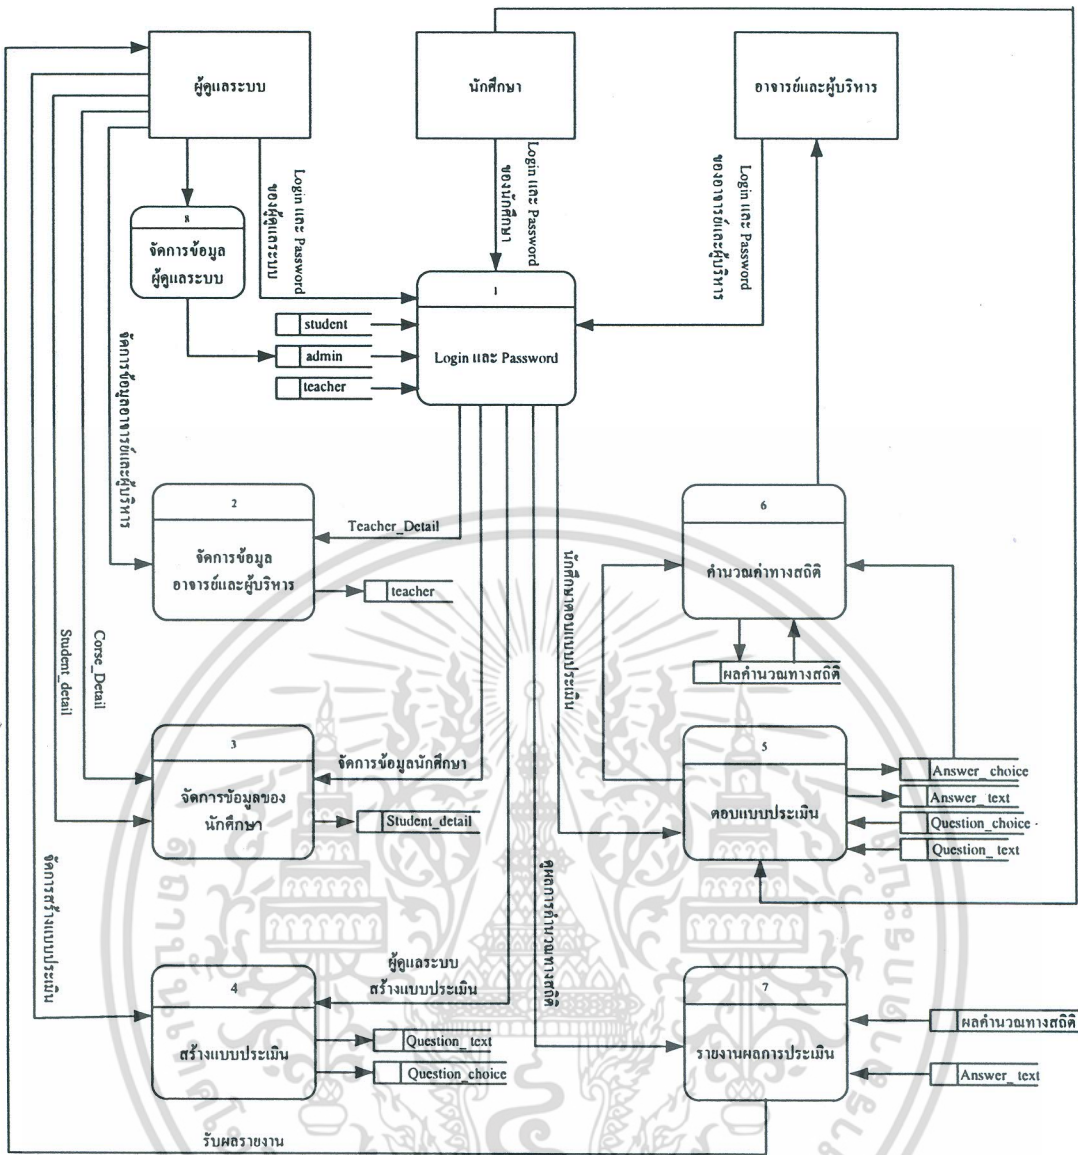 ผู้ดูแลระบบ
นักศึกษา
อาจารย์และผู้บริหาร
Login และ Password
ของผู้ดูแลระบบ
Login และ Password
ของนักศึกษา
Login และ Password
ของอาจารย์และผู้บริหาร
8
จัดการข้อมูล
ผู้ดูแลระบบ
1
Login และ Password
student
admin
teacher
จัดการข้อมูลอาจารย์และผู้บริหาร
2
จัดการข้อมูล
อาจารย์และผู้บริหาร
Teacher_Detail
teacher
นักศึกษาตอบแบบประเมิน
6
คำนวณค่าทางสถิติ
ผลคำนวณทางสถิติ
Corse_Detail
Student_detail
3
จัดการข้อมูลของ
นักศึกษา
จัดการข้อมูลนักศึกษา
Student_detail
5
ตอบแบบประเมิน
Answer_choice
Answer_text
Question_choice
Question_text
จัดการสร้างแบบประเมิน
ดูผลการคำนวณทางสถิติ
ผู้ดูแลระบบ
สร้างแบบประเมิน
4
สร้างแบบประเมิน
Question_text
Question_choice
7
รายงานผลการประเมิน
ผลคำนวณทางสถิติ
Answer_text
รับผลรายงาน